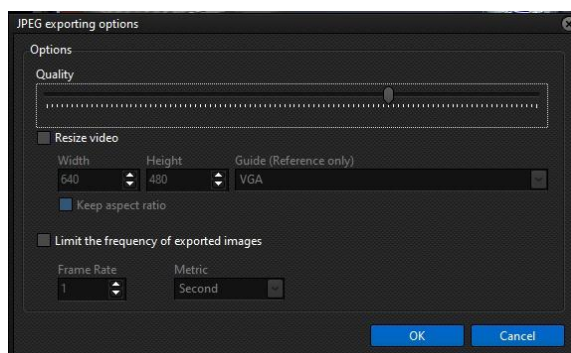 JPEG exporting options
Options
Quality
Resize video
Width Height Guide (Reference only)
640 480 VGA
Keep aspect ratio
Limit the frequency of exported images
Frame Rate Metric
1 Second
OK Cancel